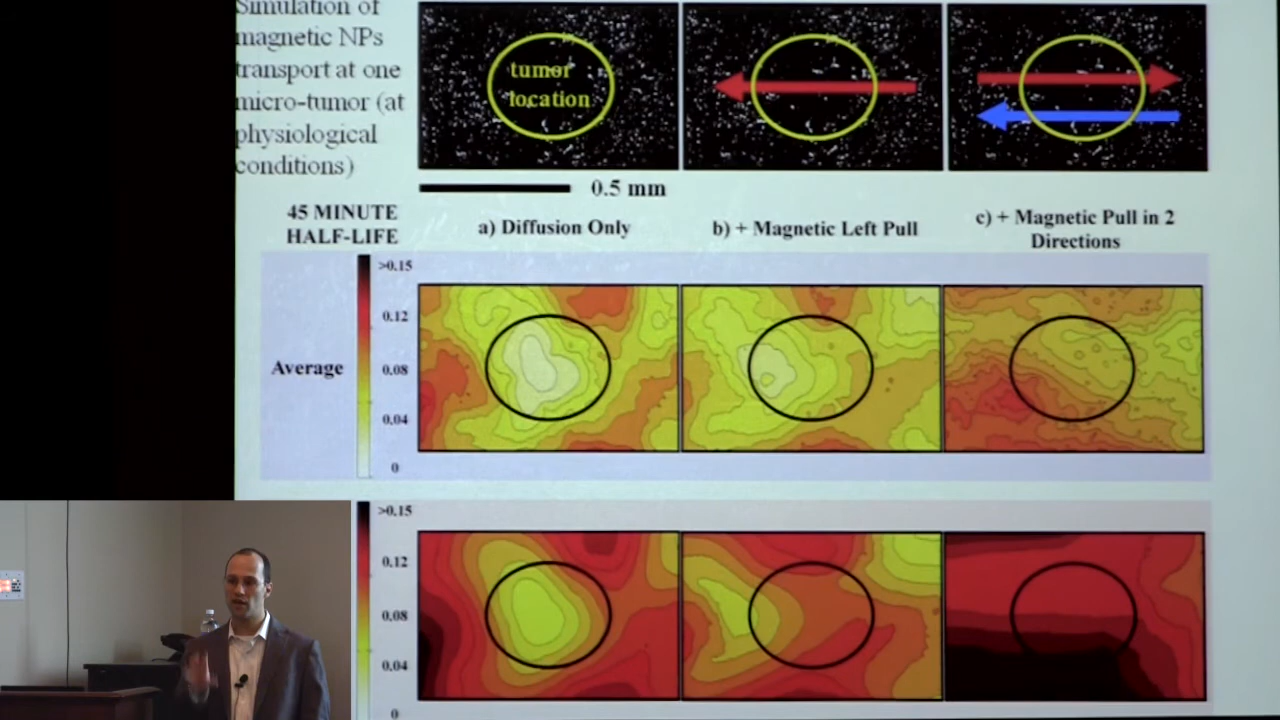 Simulation of
magnetic NPs
transport at one
micro-tumor (at
physiological
conditions)
tumor
location
0.5 mm
45 MINUTE
HALF-LIFE
a) Diffusion Only
b) + Magnetic Left Pull
c) + Magnetic Pull in 2
Directions
Average
>0.15
0.12
0.08
0.04
0
>0.15
0.12
0.08
0.04
0